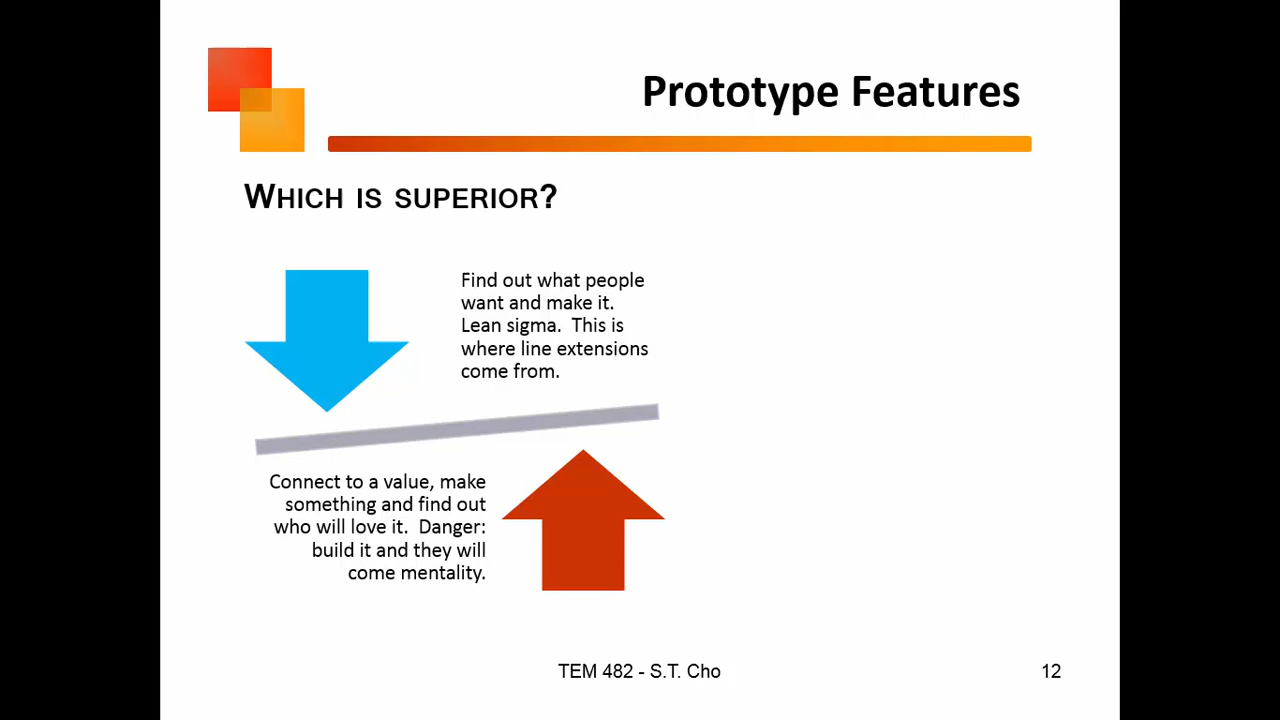 Prototype Features
WHICH IS SUPERIOR?
Find out what people
want and make it.
Lean sigma.  This is
where line extensions
come from.
Connect to a value, make
something and find out
who will love it.  Danger:
build it and they will
come mentality.
TEM 482 - S.T. Cho
12